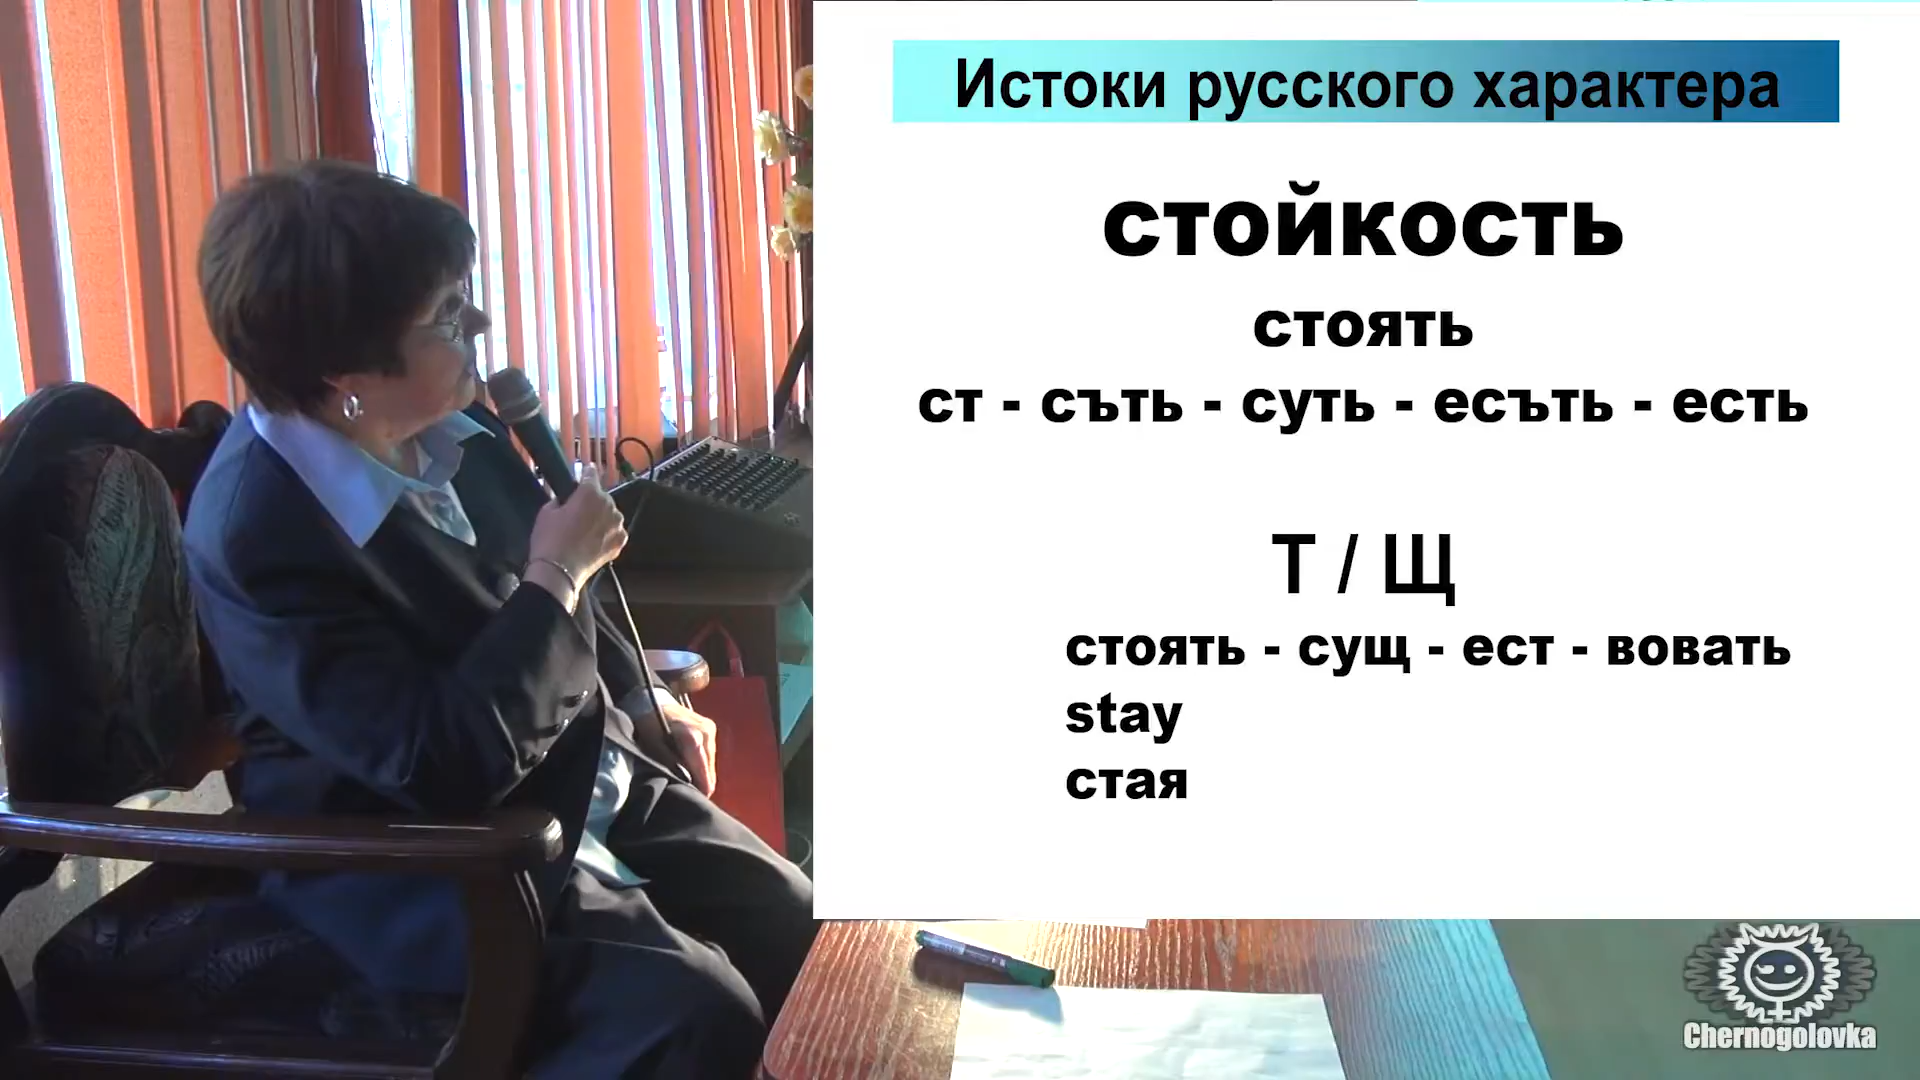 Истоки русского характера
стойкость
стоять
ст - съть - суть - есъть - есть
Т / Щ
стоять - сущ - ест - вовать
stay
стая
Chernogolovka